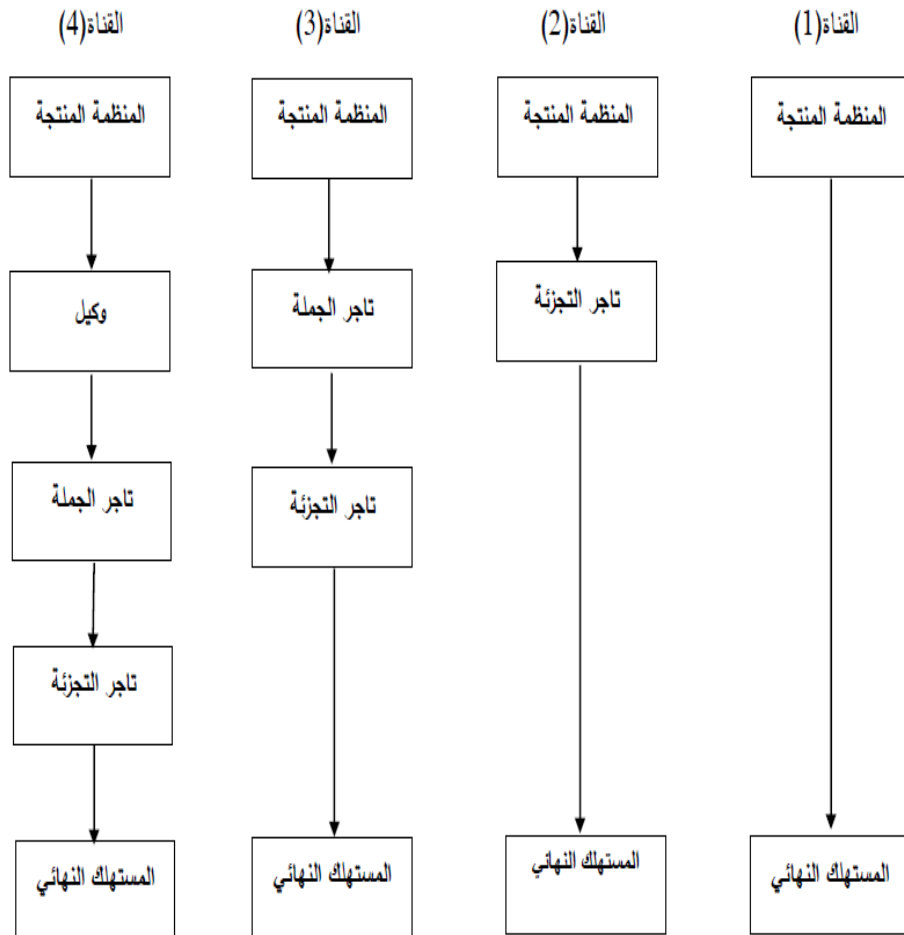 القناة(1)
القناة(2)
القناة(3)
القناة(4)
المنظمة المنتجة
المنظمة المنتجة
المنظمة المنتجة
المنظمة المنتجة
تاجر التجزئة
تاجر الجملة
وكيل
تاجر التجزئة
تاجر الجملة
تاجر التجزئة
المستهلك النهائي
المستهلك النهائي
المستهلك النهائي
المستهلك النهائي